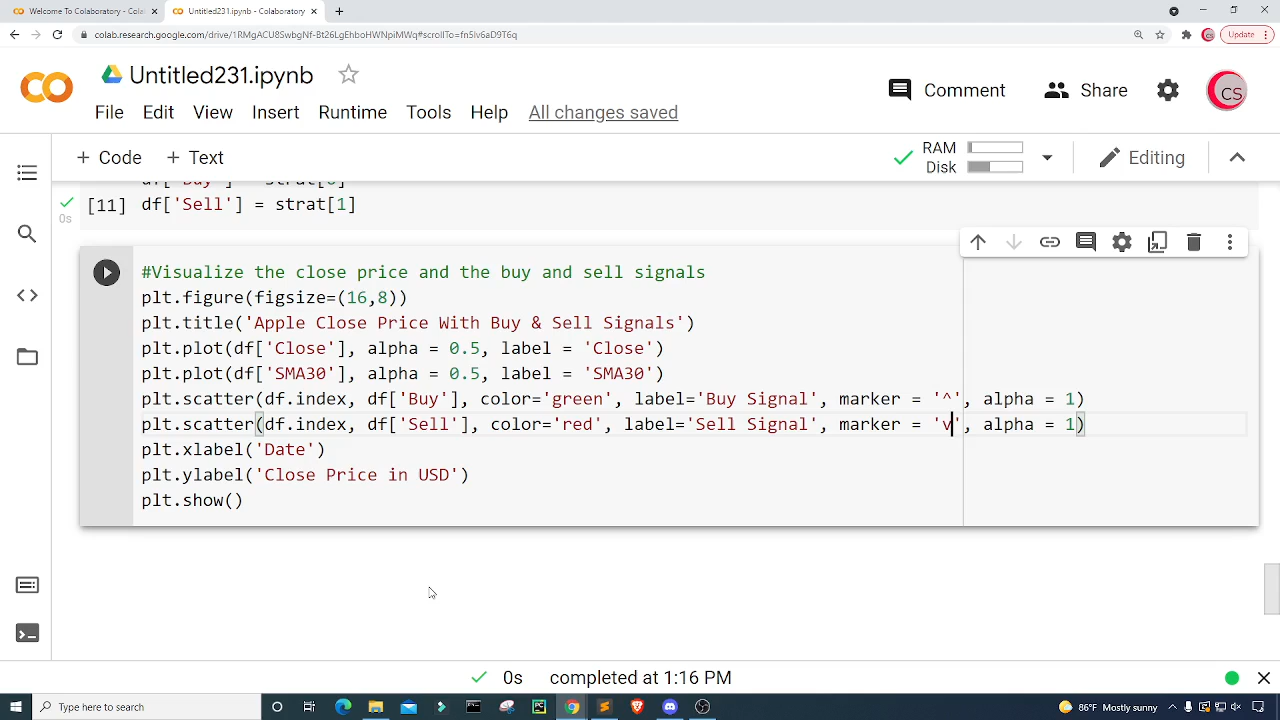 Welcome To Colaboratory - Colab
Untitled231.ipynb - Colaboratory
colab.research.google.com/drive/1RMgACU8SwbgNf-Bt26LgEhboHWNpiMWq#scrollTo=fn5lv6aD9T6q
Update
Untitled231.ipynb
CS
Comment
Share
File Edit View Insert Runtime Tools Help All changes saved
+ Code + Text
RAM
Disk
Editing
0s
[11] df['Sell'] = strat[1]
#Visualize the close price and the buy and sell signals
plt.figure(figsize=(16,8))
plt.title('Apple Close Price With Buy & Sell Signals')
plt.plot(df['Close'], alpha = 0.5, label = 'Close')
plt.plot(df['SMA30'], alpha = 0.5, label = 'SMA30')
plt.scatter(df.index, df['Buy'], color='green', label='Buy Signal', marker = '^', alpha = 1)
plt.scatter(df.index, df['Sell'], color='red', label='Sell Signal', marker = 'v', alpha = 1)
plt.xlabel('Date')
plt.ylabel('Close Price in USD')
plt.show()
0s completed at 1:16 PM
Type here to search
88°F Mostly sunny